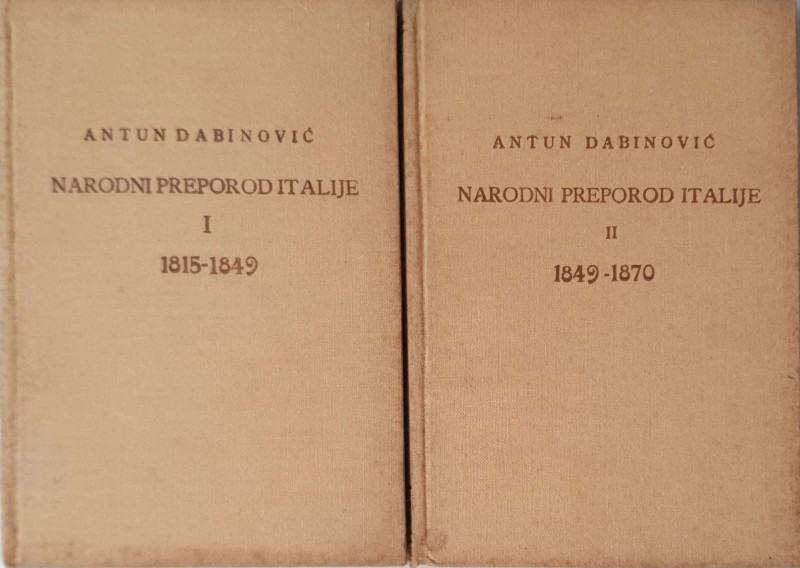 ANTUN DABINOVIĆ
NARODNI PREPOROD ITALIJE
I
1815-1849
ANTUN DABINOVIĆ
NARODNI PREPOROD ITALIJE
II
1849-1870